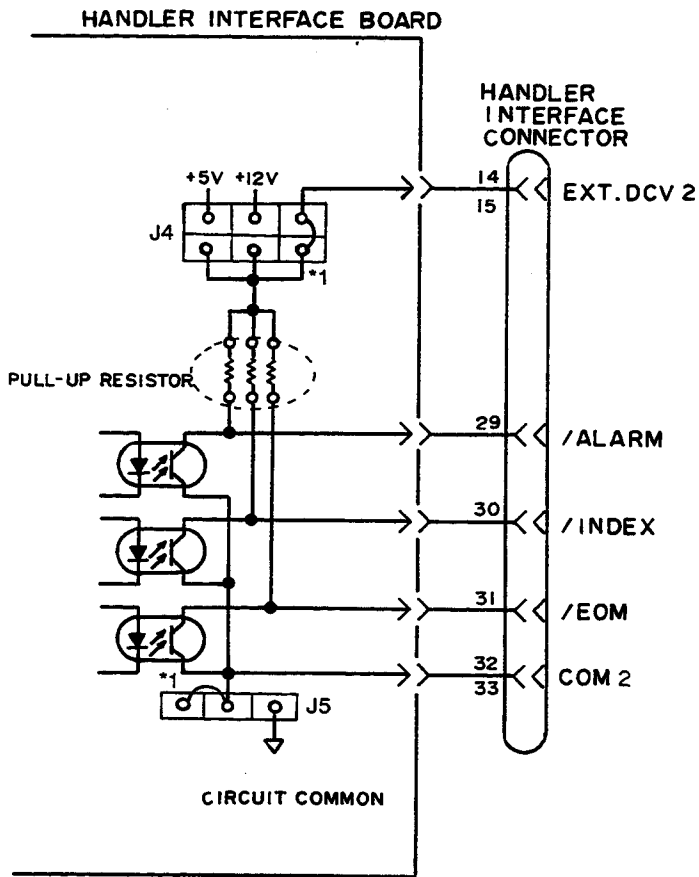 HANDLER INTERFACE BOARD
HANDLER
INTERFACE
CONNECTOR
+5V +12V
14
15
EXT.DCV 2
J4
*1
PULL-UP RESISTOR
29
/ALARM
30
/INDEX
31
/EOM
32
33
COM 2
*1
J5
CIRCUIT COMMON